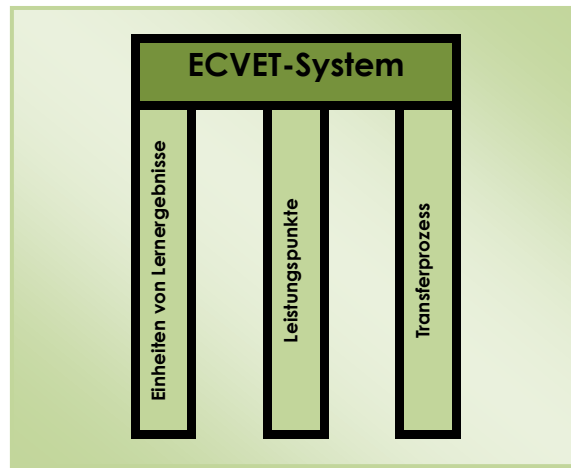 ECVET-System
Einheiten von Lernergebnisse
Leistungspunkte
Transferprozess